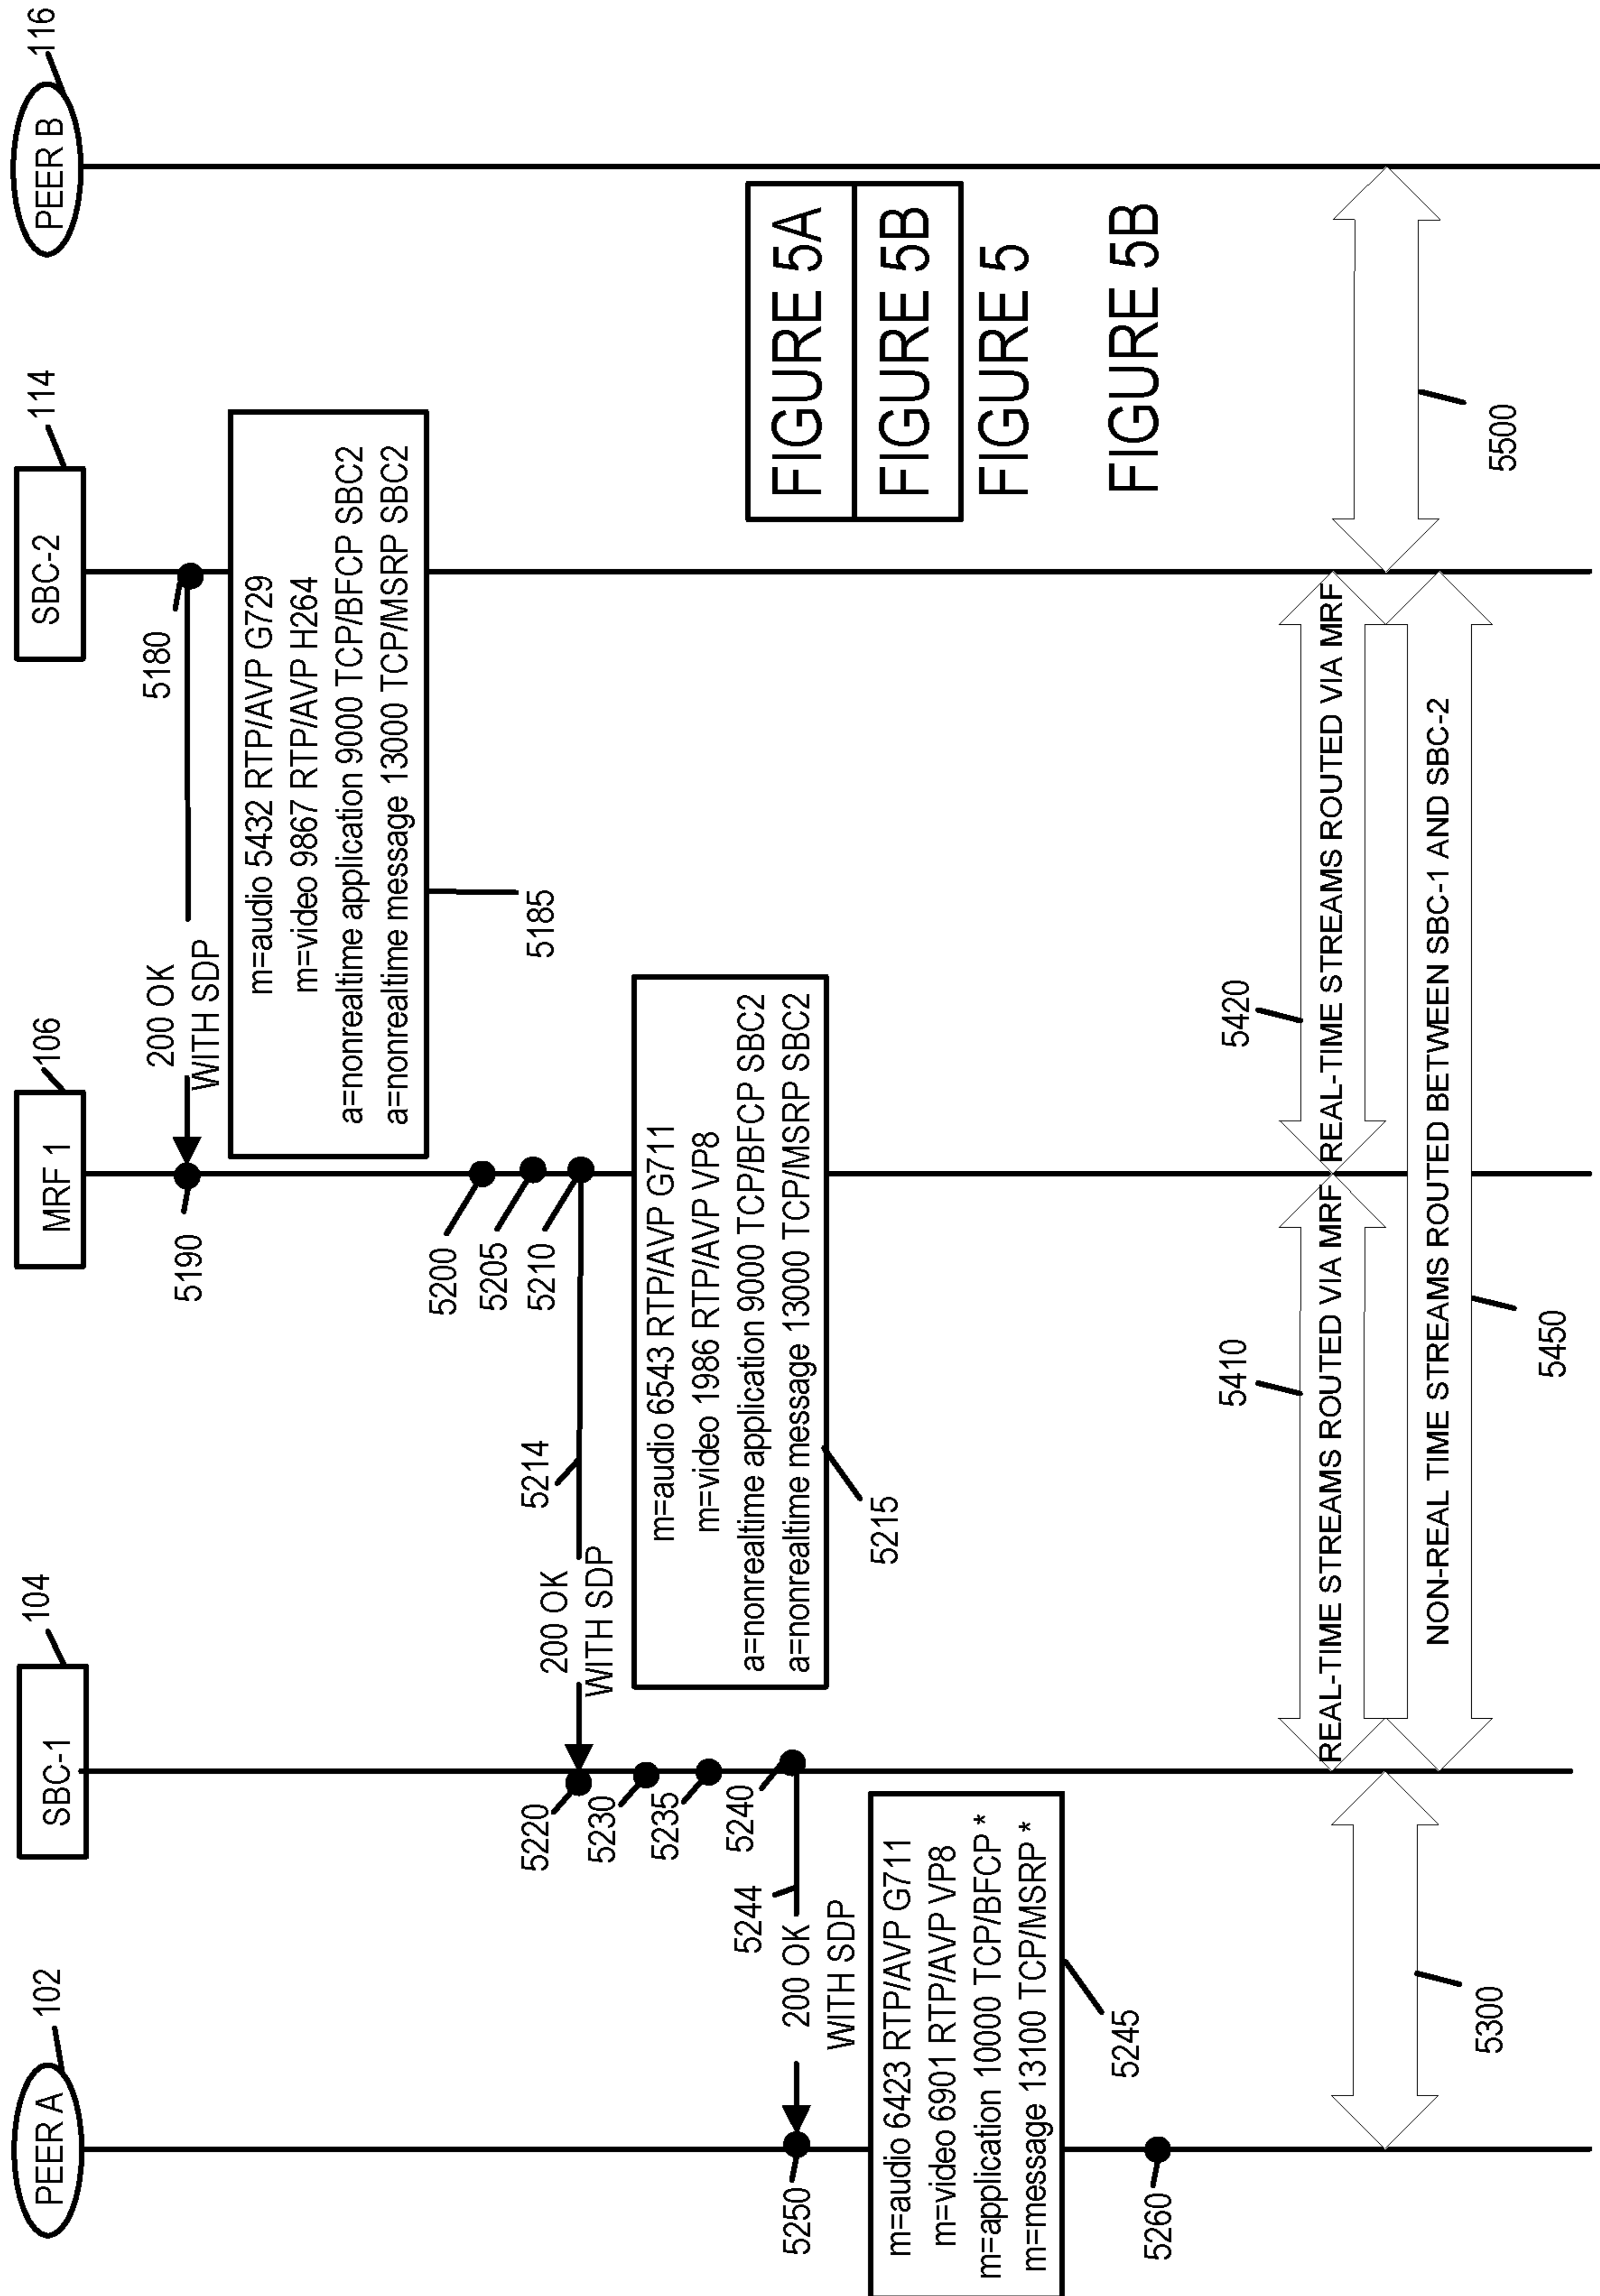 PEER A
102
SBC-1
104
MRF 1
106
SBC-2
114
PEER B
116
5190
200 OK
WITH SDP
5180
m=audio 5432 RTP/AVP G729
m=video 9867 RTP/AVP H264
a=nonrealtime application 9000 TCP/BFCP SBC2
a=nonrealtime message 13000 TCP/MSRP SBC2
5185
5200
5205
5210
5220
200 OK
WITH SDP
5214
m=audio 6543 RTP/AVP G711
m=video 1986 RTP/AVP VP8
a=nonrealtime application 9000 TCP/BFCP SBC2
a=nonrealtime message 13000 TCP/MSRP SBC2
5215
5230
5235
5240
5250
200 OK
WITH SDP
5244
m=audio 6423 RTP/AVP G711
m=video 6901 RTP/AVP VP8
m=application 10000 TCP/BFCP *
m=message 13100 TCP/MSRP *
5245
5260
FIGURE 5A
FIGURE 5B
FIGURE 5
FIGURE 5B
5410
5420
REAL-TIME STREAMS ROUTED VIA MRF
REAL-TIME STREAMS ROUTED VIA MRF
NON-REAL TIME STREAMS ROUTED BETWEEN SBC-1 AND SBC-2
5300
5450
5500